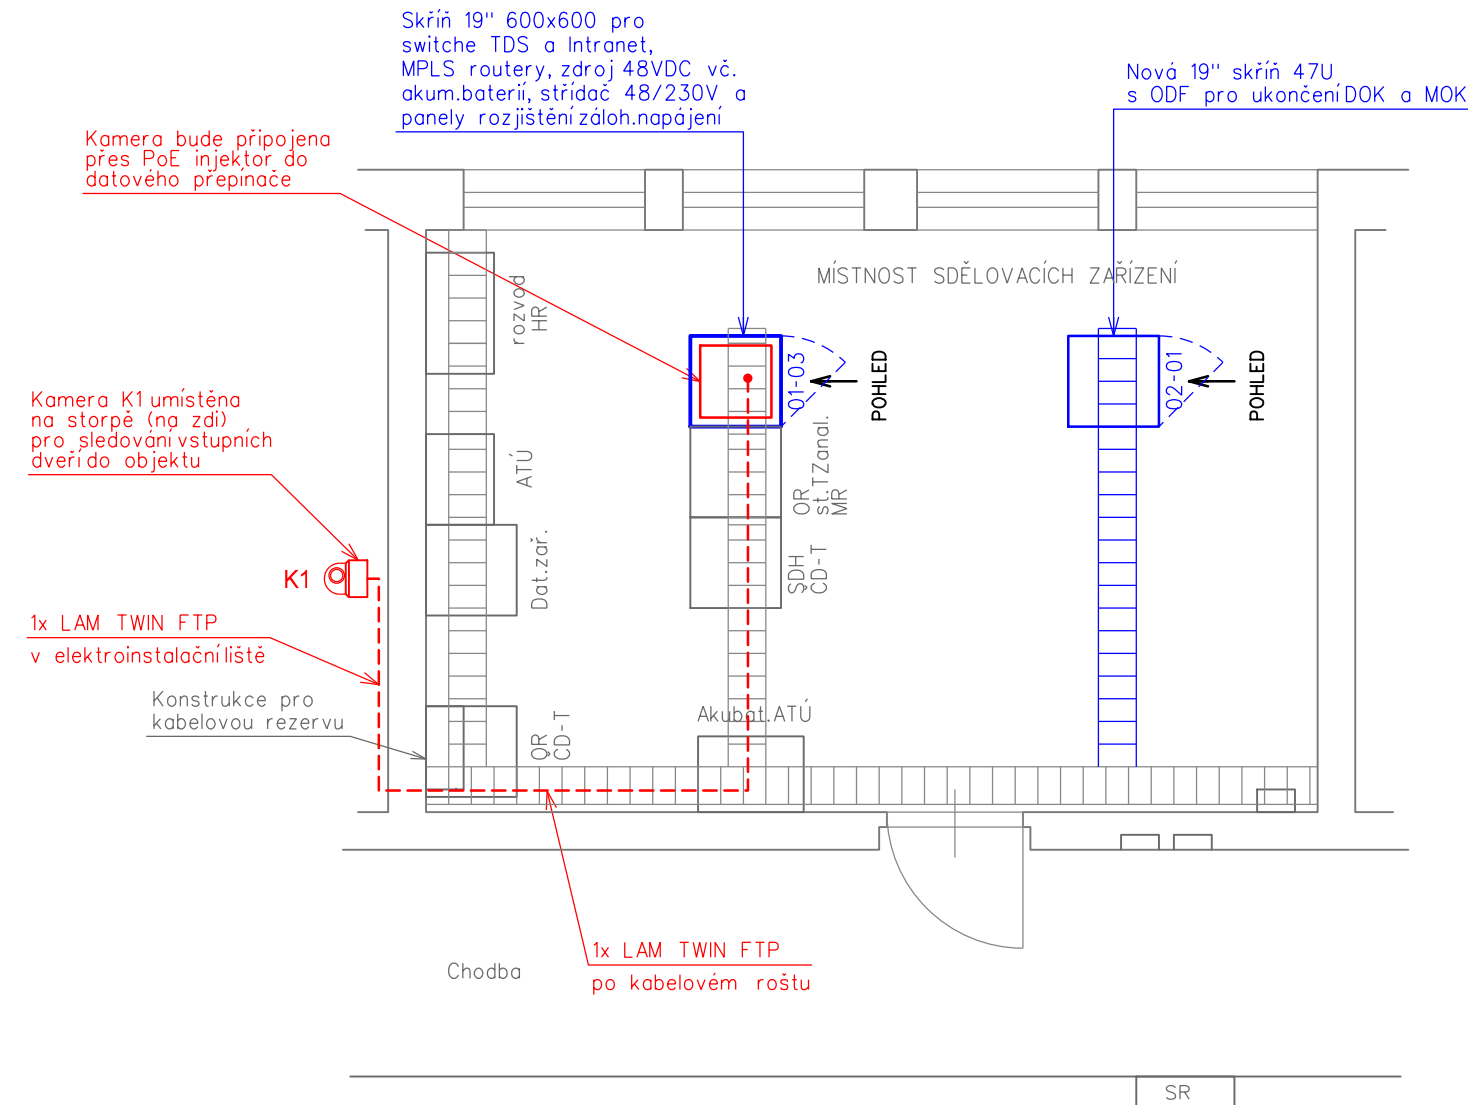 Skříň 19" 600x600 pro
switche TDS a Intranet,
MPLS routery, zdroj 48VDC vč.
akum.baterií, střídač 48/230V a
panely rozjištění záloh.napájení
Nová 19" skříň 47U
s ODF pro ukončení DOK a MOK
Kamera bude připojena
přes PoE injektor do
datového přepínače
MÍSTNOST SDĚLOVACÍCH ZAŘÍZENÍ
rozvod
HR
01-03
POHLED
02-01
POHLED
Kamera K1 umístěna
na storpě (na zdi)
pro sledování vstupních
dveří do objektu
ATÚ
OR
st.TZanal.
MR
Dat.zař.
SDH
ČD-T
K1
1x LAM TWIN FTP
v elektroinstalační liště
Konstrukce pro
kabelovou rezervu
OR
ČD-T
Akubat.ATÚ
1x LAM TWIN FTP
po kabelovém roštu
Chodba
SR